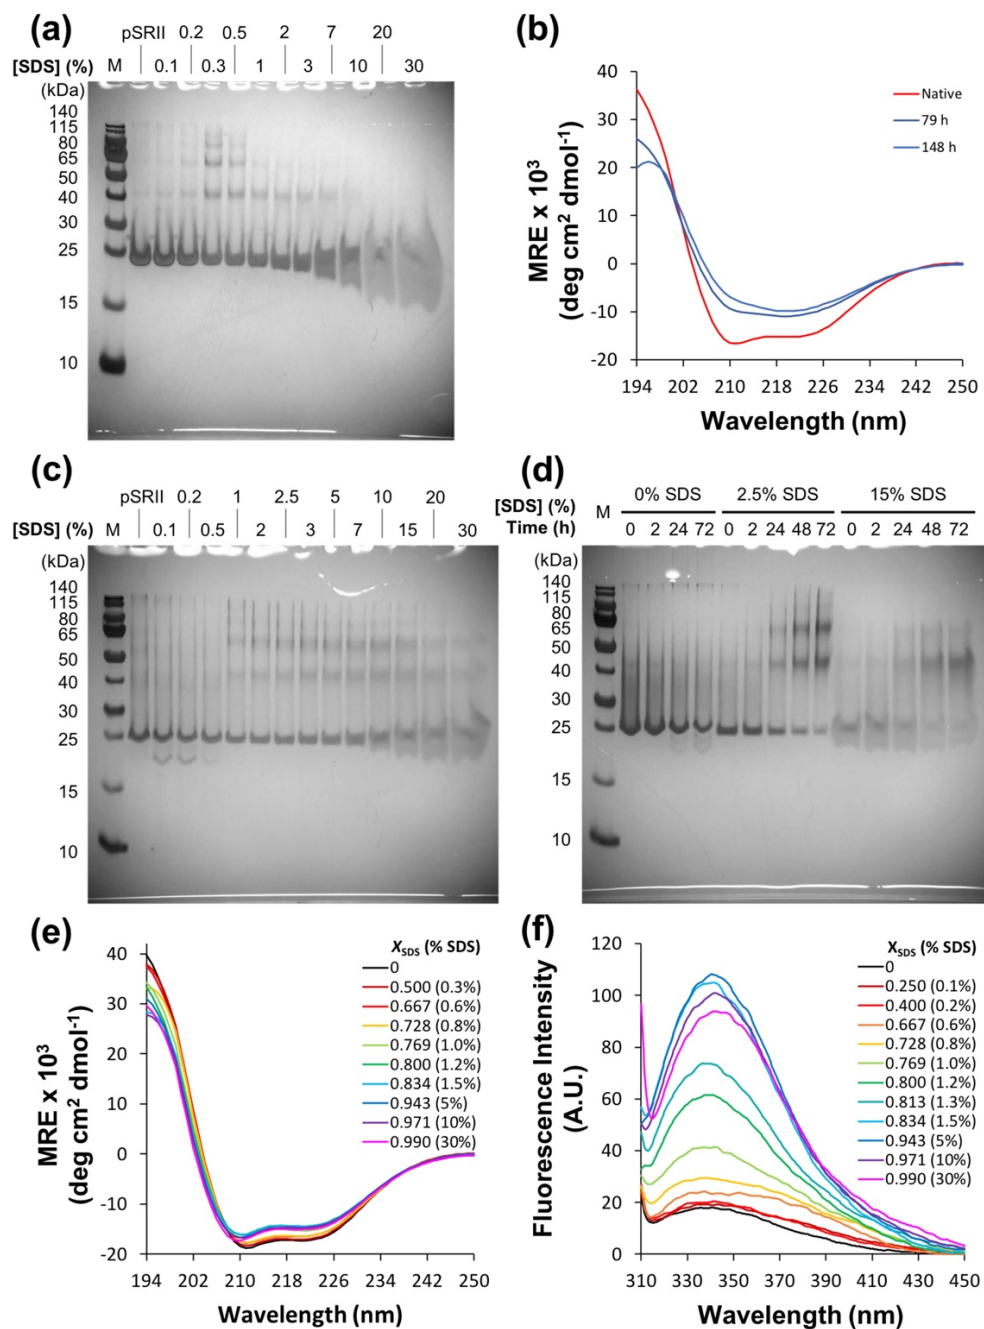 (a)
pSRII 0.2 0.5 2 7 20
[SDS] (%) M 0.1 0.3 1 3 10 30
(kDa)
140
115
80
65
50
40
30
25
15
10
(b)
MRE x 10³
(deg cm² dmol⁻¹)
40
30
20
10
0
-10
-20
Native
79 h
148 h
194 202 210 218 226 234 242 250
Wavelength (nm)
(c)
pSRII 0.2 1 2.5 5 10 20
[SDS] (%) M 0.1 0.5 2 3 7 15 30
(kDa)
140
115
80
65
50
40
30
25
15
10
(d)
[SDS] (%) M 0% SDS 2.5% SDS 15% SDS
Time (h) 0 2 24 72 0 2 24 48 72 0 2 24 48 72
(kDa)
140
115
80
65
50
40
30
25
15
10
(e)
MRE x 10³
(deg cm² dmol⁻¹)
40
30
20
10
0
-10
-20
X_SDS (% SDS)
0
0.500 (0.3%)
0.667 (0.6%)
0.728 (0.8%)
0.769 (1.0%)
0.800 (1.2%)
0.834 (1.5%)
0.943 (5%)
0.971 (10%)
0.990 (30%)
194 202 210 218 226 234 242 250
Wavelength (nm)
(f)
Fluorescence Intensity
(A.U.)
120
100
80
60
40
20
0
X_SDS (% SDS)
0
0.250 (0.1%)
0.400 (0.2%)
0.667 (0.6%)
0.728 (0.8%)
0.769 (1.0%)
0.800 (1.2%)
0.813 (1.3%)
0.834 (1.5%)
0.943 (5%)
0.971 (10%)
0.990 (30%)
310 330 350 370 390 410 430 450
Wavelength (nm)